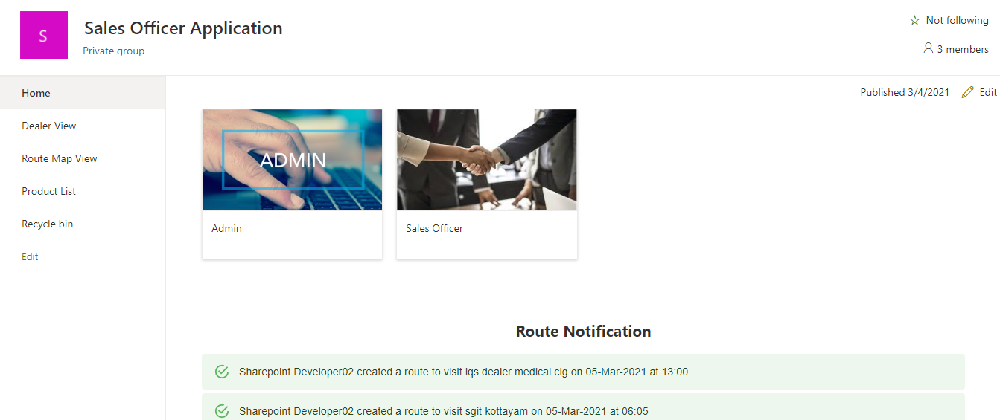 S
Sales Officer Application
Private group
Not following
3 members
Home
Dealer View
Route Map View
Product List
Recycle bin
Edit
Published 3/4/2021
Edit
ADMIN
Admin
Sales Officer
Route Notification
Sharepoint Developer02 created a route to visit iqs dealer medical clg on 05-Mar-2021 at 13:00
Sharepoint Developer02 created a route to visit sgit kottayam on 05-Mar-2021 at 06:05